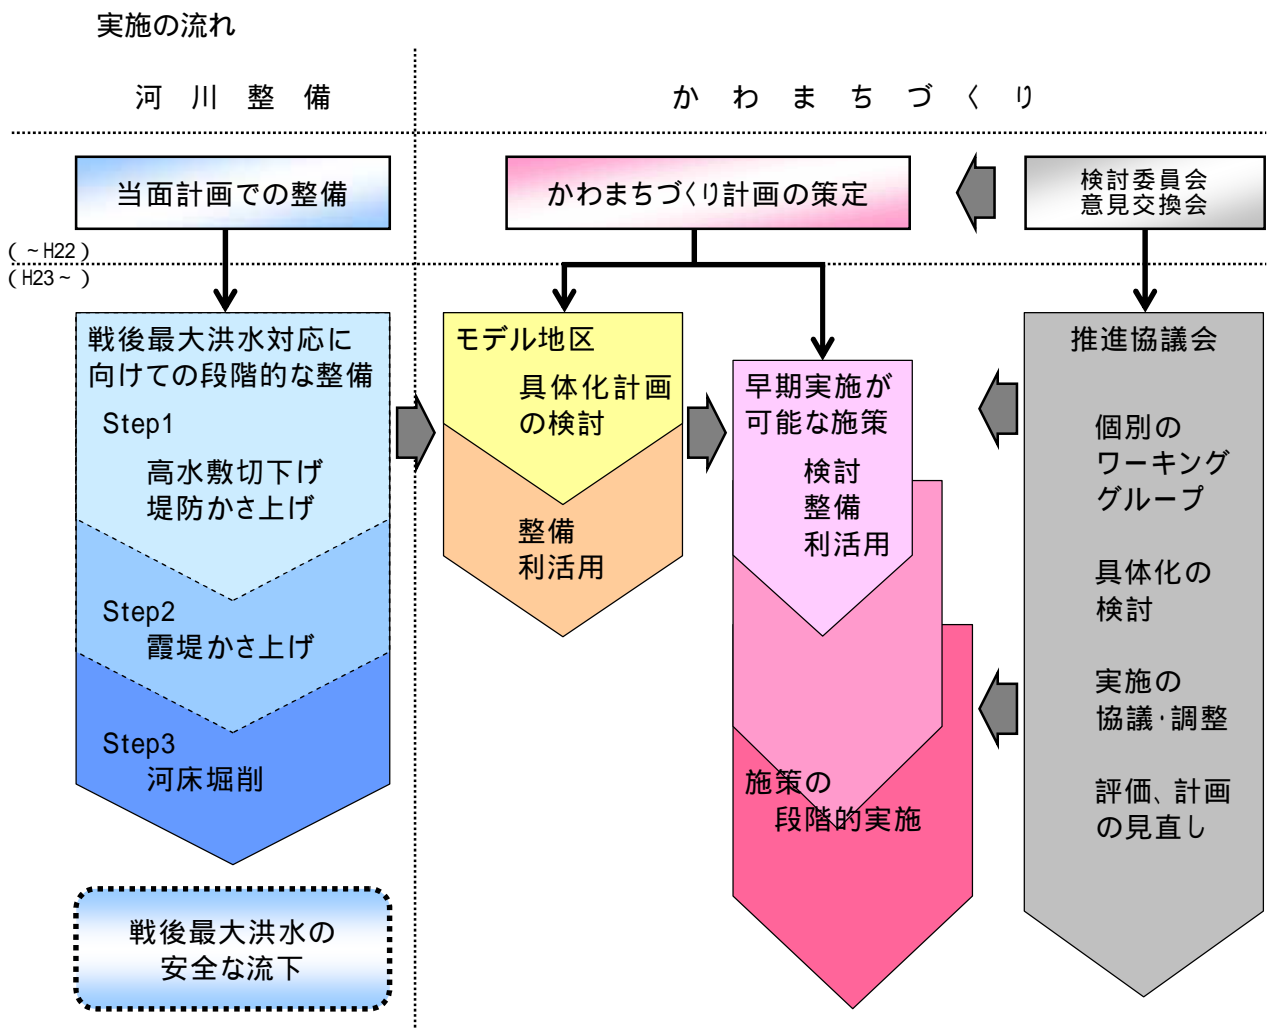 実施の流れ
河川整備
かわまちづくり
当面計画での整備
かわまちづくり計画の策定
検討委員会
意見交換会
(~H22)
(H23~)
戦後最大洪水対応に
向けての段階的な整備
Step1
高水敷切下げ
堤防かさ上げ
Step2
霞堤かさ上げ
Step3
河床堀削
戦後最大洪水の
安全な流下
モデル地区
具体化計画
の検討
整備
利活用
早期実施が
可能な施策
検討
整備
利活用
施策の
段階的実施
推進協議会
個別の
ワーキング
グループ
具体化の
検討
実施の
協議・調整
評価、計画
の見直し